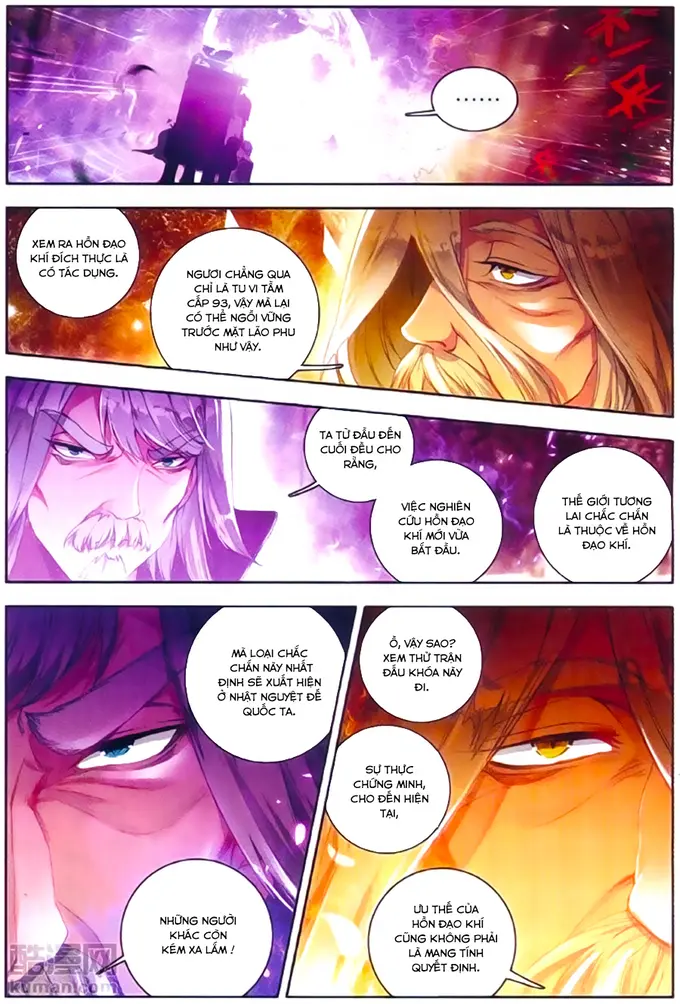 ......
XEM RA HỒN ĐẠO
KHÍ ĐÍCH THỰC LÀ
CÓ TÁC DỤNG.
NGƯƠI CHẲNG QUA
CHỈ LÀ TU VI TẦM
CẤP 93, VẬY MÀ LẠI
CÓ THỂ NGỒI VỮNG
TRƯỚC MẶT LÃO PHU
NHƯ VẬY.
TA TỪ ĐẦU ĐẾN
CUỐI ĐỀU CHO
RẰNG,
VIỆC NGHIÊN
CỨU HỒN ĐẠO
KHÍ MỚI VỪA
BẮT ĐẦU.
THẾ GIỚI TƯƠNG
LAI CHẮC CHẮN
LÀ THUỘC VỀ HỒN
ĐẠO KHÍ.
MÀ LOẠI CHẮC
CHẮN NÀY NHẤT
ĐỊNH SẼ XUẤT HIỆN
Ở NHẬT NGUYỆT ĐẾ
QUỐC TA.
NHỮNG NGƯỜI
KHÁC CÒN
KÉM XA LẮM!
Ồ, VẬY SAO?
XEM THỬ TRẬN
ĐẤU KHÓA NÀY
ĐI.
SỰ THỰC
CHỨNG MINH,
CHO ĐẾN HIỆN
TẠI,
ƯU THẾ CỦA
HỒN ĐẠO KHÍ
CŨNG KHÔNG PHẢI
LÀ MANG TÍNH
QUYẾT ĐỊNH.
酷漫网
kuman.com